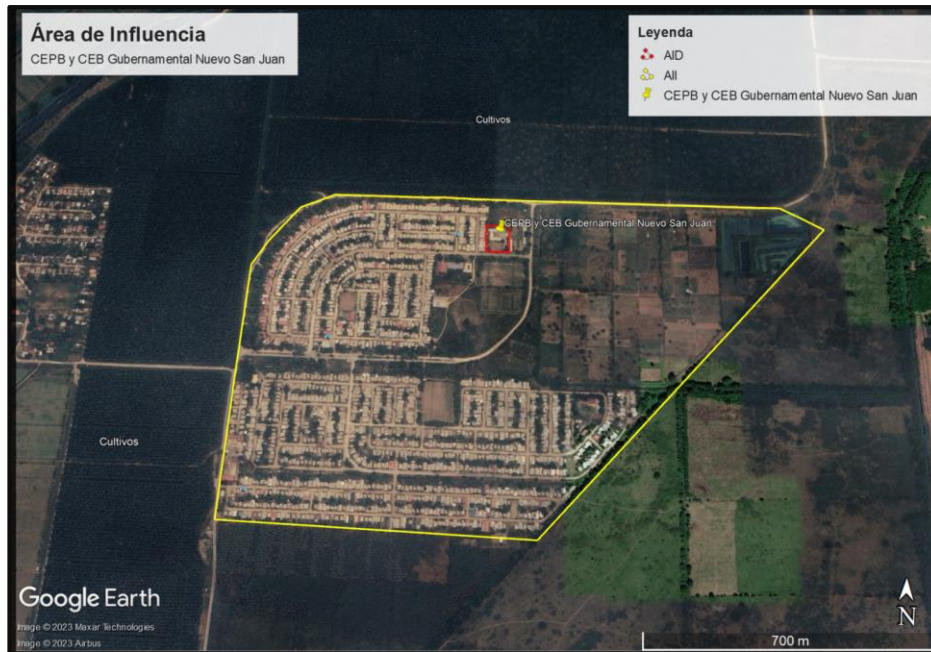 Área de Influencia
CEPB y CEB Gubernamental Nuevo San Juan
Leyenda
AID
AII
CEPB y CEB Gubernamental Nuevo San Juan
Cultivos
CEPB y CEB Gubernamental Nuevo San Juan
Cultivos
Google Earth
Image © 2023 Maxar Technologies
Image © 2023 Airbus
N
700 m